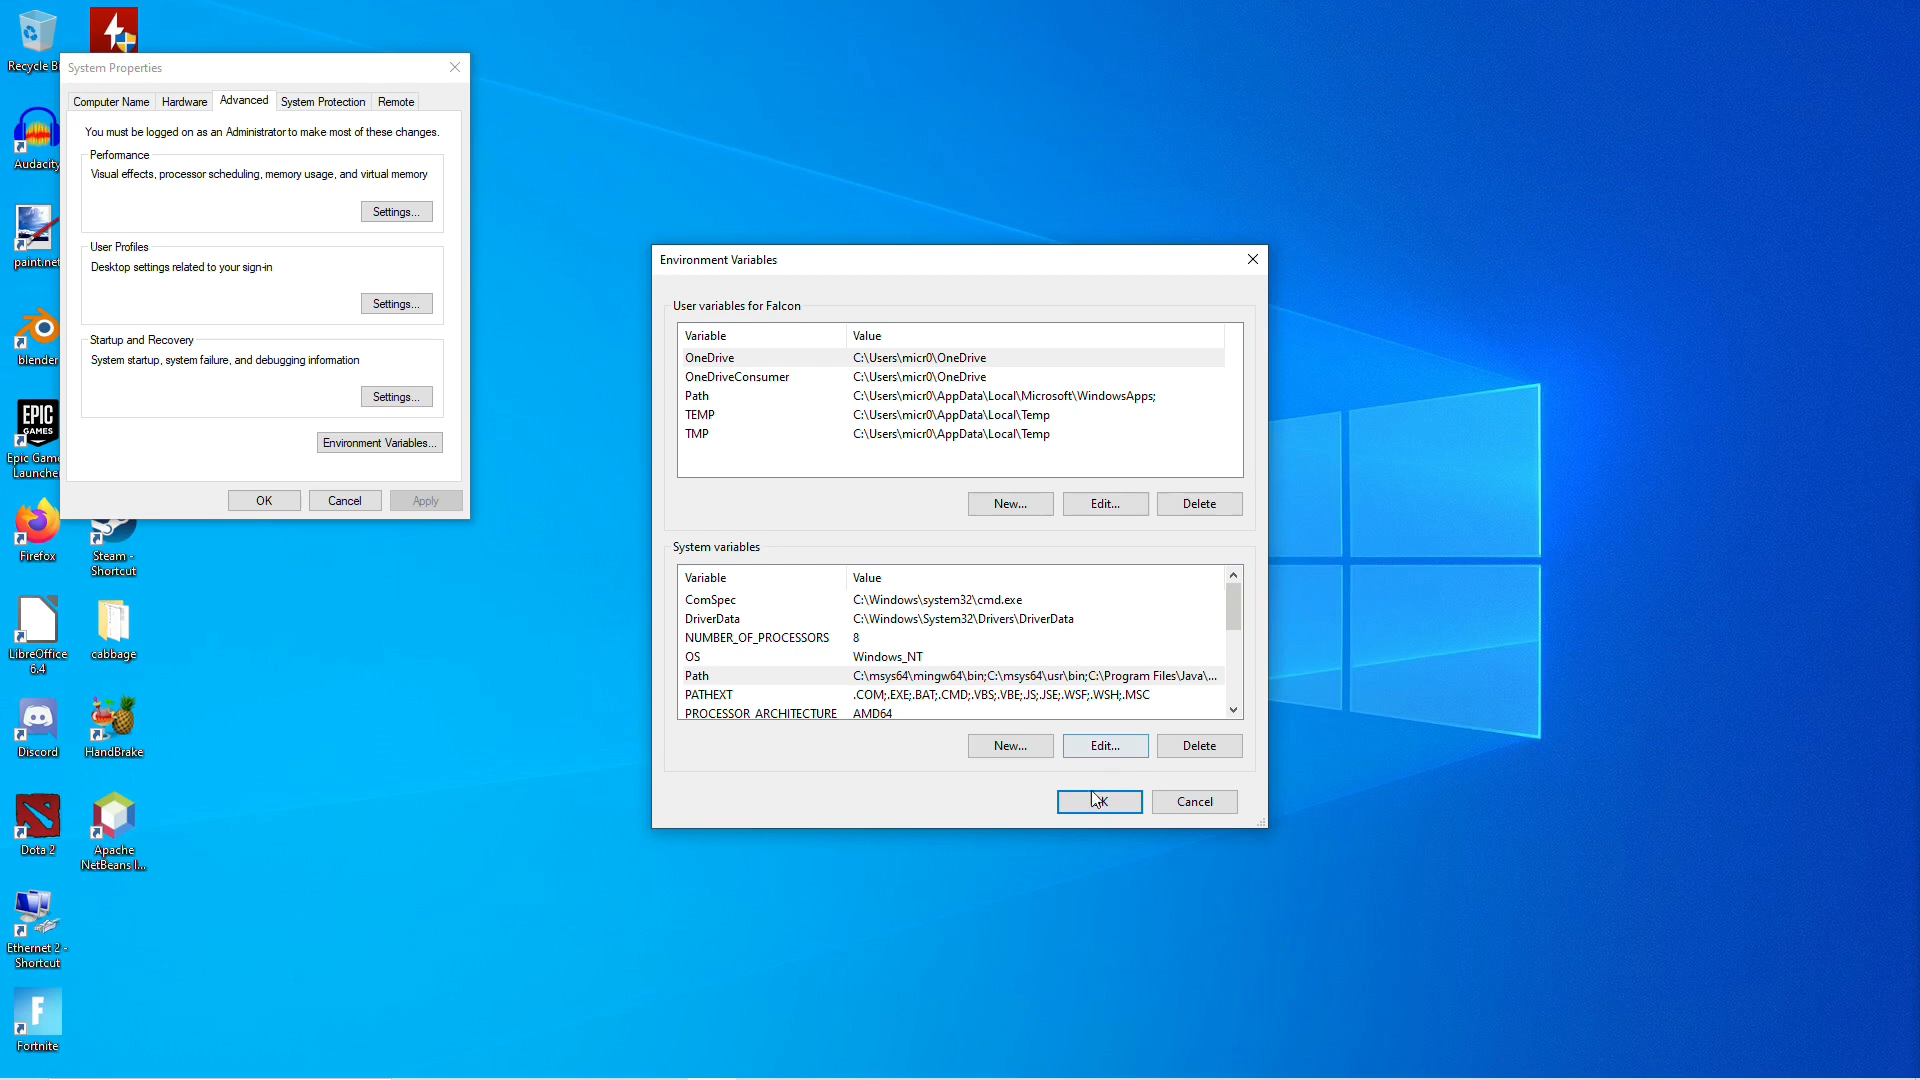 Recycle Bi
Audacity
paint.net
blender
EPIC
GAMES
Epic Game
Launche
Firefox
Steam -
Shortcut
LibreOffice
6.4
cabbage
Discord
HandBrake
Dota 2
Apache
NetBeans I...
Ethernet 2 -
Shortcut
F
Fortnite
System Properties
Computer Name
Hardware
Advanced
System Protection
Remote
You must be logged on as an Administrator to make most of these changes.
Performance
Visual effects, processor scheduling, memory usage, and virtual memory
Settings...
User Profiles
Desktop settings related to your sign-in
Settings...
Startup and Recovery
System startup, system failure, and debugging information
Settings...
Environment Variables...
OK
Cancel
Apply
Environment Variables
User variables for Falcon
Variable Value
OneDrive C:\Users\micr0\OneDrive
OneDriveConsumer C:\Users\micr0\OneDrive
Path C:\Users\micr0\AppData\Local\Microsoft\WindowsApps;
TEMP C:\Users\micr0\AppData\Local\Temp
TMP C:\Users\micr0\AppData\Local\Temp
New...
Edit...
Delete
System variables
Variable Value
ComSpec C:\Windows\system32\cmd.exe
DriverData C:\Windows\System32\Drivers\DriverData
NUMBER_OF_PROCESSORS 8
OS Windows_NT
Path C:\msys64\mingw64\bin;C:\msys64\usr\bin;C:\Program Files\Java\...
PATHEXT .COM;.EXE;.BAT;.CMD;.VBS;.VBE;.JS;.JSE;.WSF;.WSH;.MSC
PROCESSOR_ARCHITECTURE AMD64
New...
Edit...
Delete
OK
Cancel